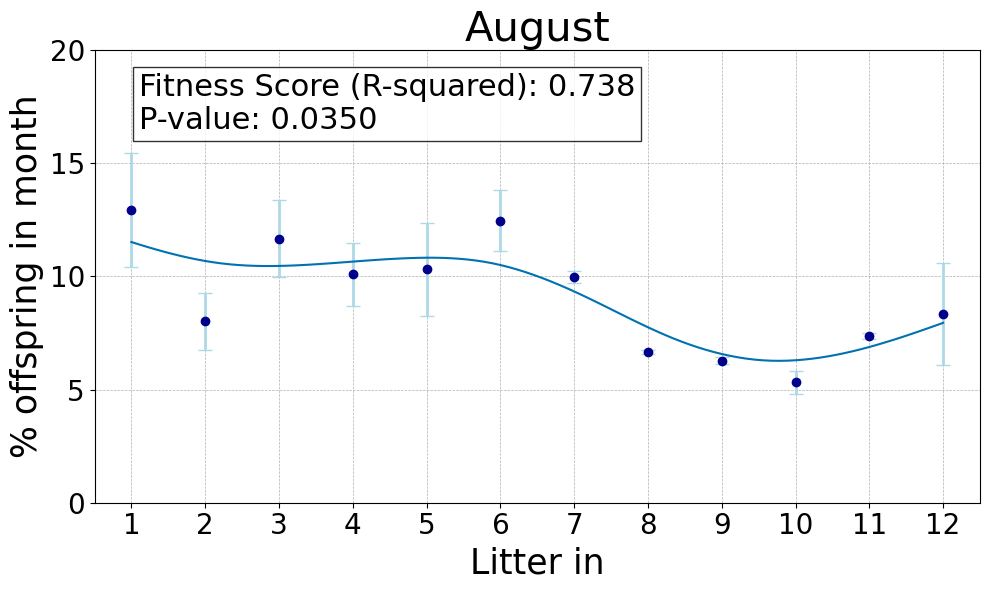 August
Fitness Score (R-squared): 0.738
P-value: 0.0350
% offspring in month
20
15
10
5
0
1 2 3 4 5 6 7 8 9 10 11 12
Litter in